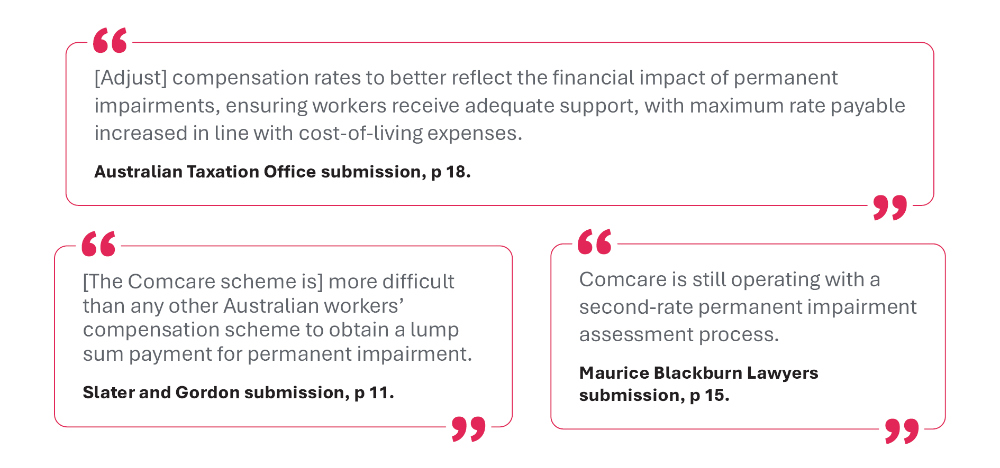 “
[Adjust] compensation rates to better reflect the financial impact of permanent
impairments, ensuring workers receive adequate support, with maximum rate payable
increased in line with cost-of-living expenses.
Australian Taxation Office submission, p 18.
”
“
[The Comcare scheme is] more difficult
than any other Australian workers’
compensation scheme to obtain a lump
sum payment for permanent impairment.
Slater and Gordon submission, p 11.
”
“
Comcare is still operating with a
second-rate permanent impairment
assessment process.
Maurice Blackburn Lawyers
submission, p 15.
”